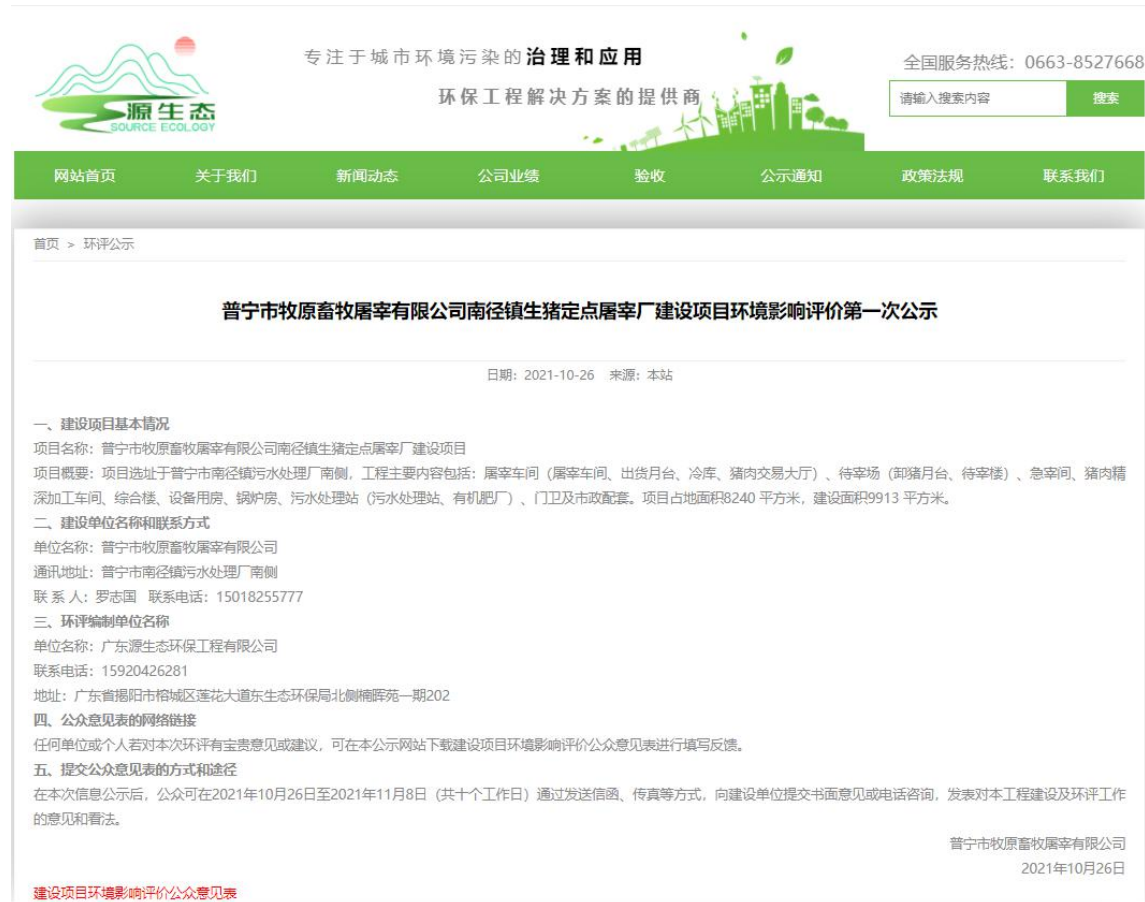 源生态
SOURCE ECOLOGY
专注于城市环境污染的治理和应用
环保工程解决方案的提供商
全国服务热线：0663-8527668
请输入搜索内容 搜索
网站首页 关于我们 新闻动态 公司业绩 验收 公示通知 政策法规 联系我们
首页 > 环评公示
普宁市牧原畜牧屠宰有限公司南径镇生猪定点屠宰厂建设项目环境影响评价第一次公示
日期：2021-10-26 来源：本站
一、建设项目基本情况
项目名称：普宁市牧原畜牧屠宰有限公司南径镇生猪定点屠宰厂建设项目
项目概要：项目选址于普宁市南径镇污水处理厂南侧，工程主要内容包括：屠宰车间（屠宰车间、出货月台、冷库、猪肉交易大厅）、待宰场（卸猪月台、待宰楼）、急宰间、猪肉精
深加工车间、综合楼、设备用房、锅炉房、污水处理站（污水处理站、有机肥厂）、门卫及市政配套。项目占地面积8240 平方米，建设面积9913 平方米。
二、建设单位名称和联系方式
单位名称：普宁市牧原畜牧屠宰有限公司
通讯地址：普宁市南径镇污水处理厂南侧
联 系 人：罗志国 联系电话：15018255777
三、环评编制单位名称
单位名称：广东源生态环保工程有限公司
联系电话：15920426281
地址：广东省揭阳市榕城区莲花大道东生态环保局北侧楠晖苑一期202
四、公众意见表的网络链接
任何单位或个人若对本次环评有宝贵意见或建议，可在本公示网站下载建设项目环境影响评价公众意见表进行填写反馈。
五、提交公众意见表的方式和途径
在本次信息公示后，公众可在2021年10月26日至2021年11月8日（共十个工作日）通过发送信函、传真等方式，向建设单位提交书面意见或电话咨询，发表对本工程建设及环评工作
的意见和看法。
普宁市牧原畜牧屠宰有限公司
2021年10月26日
建设项目环境影响评价公众意见表